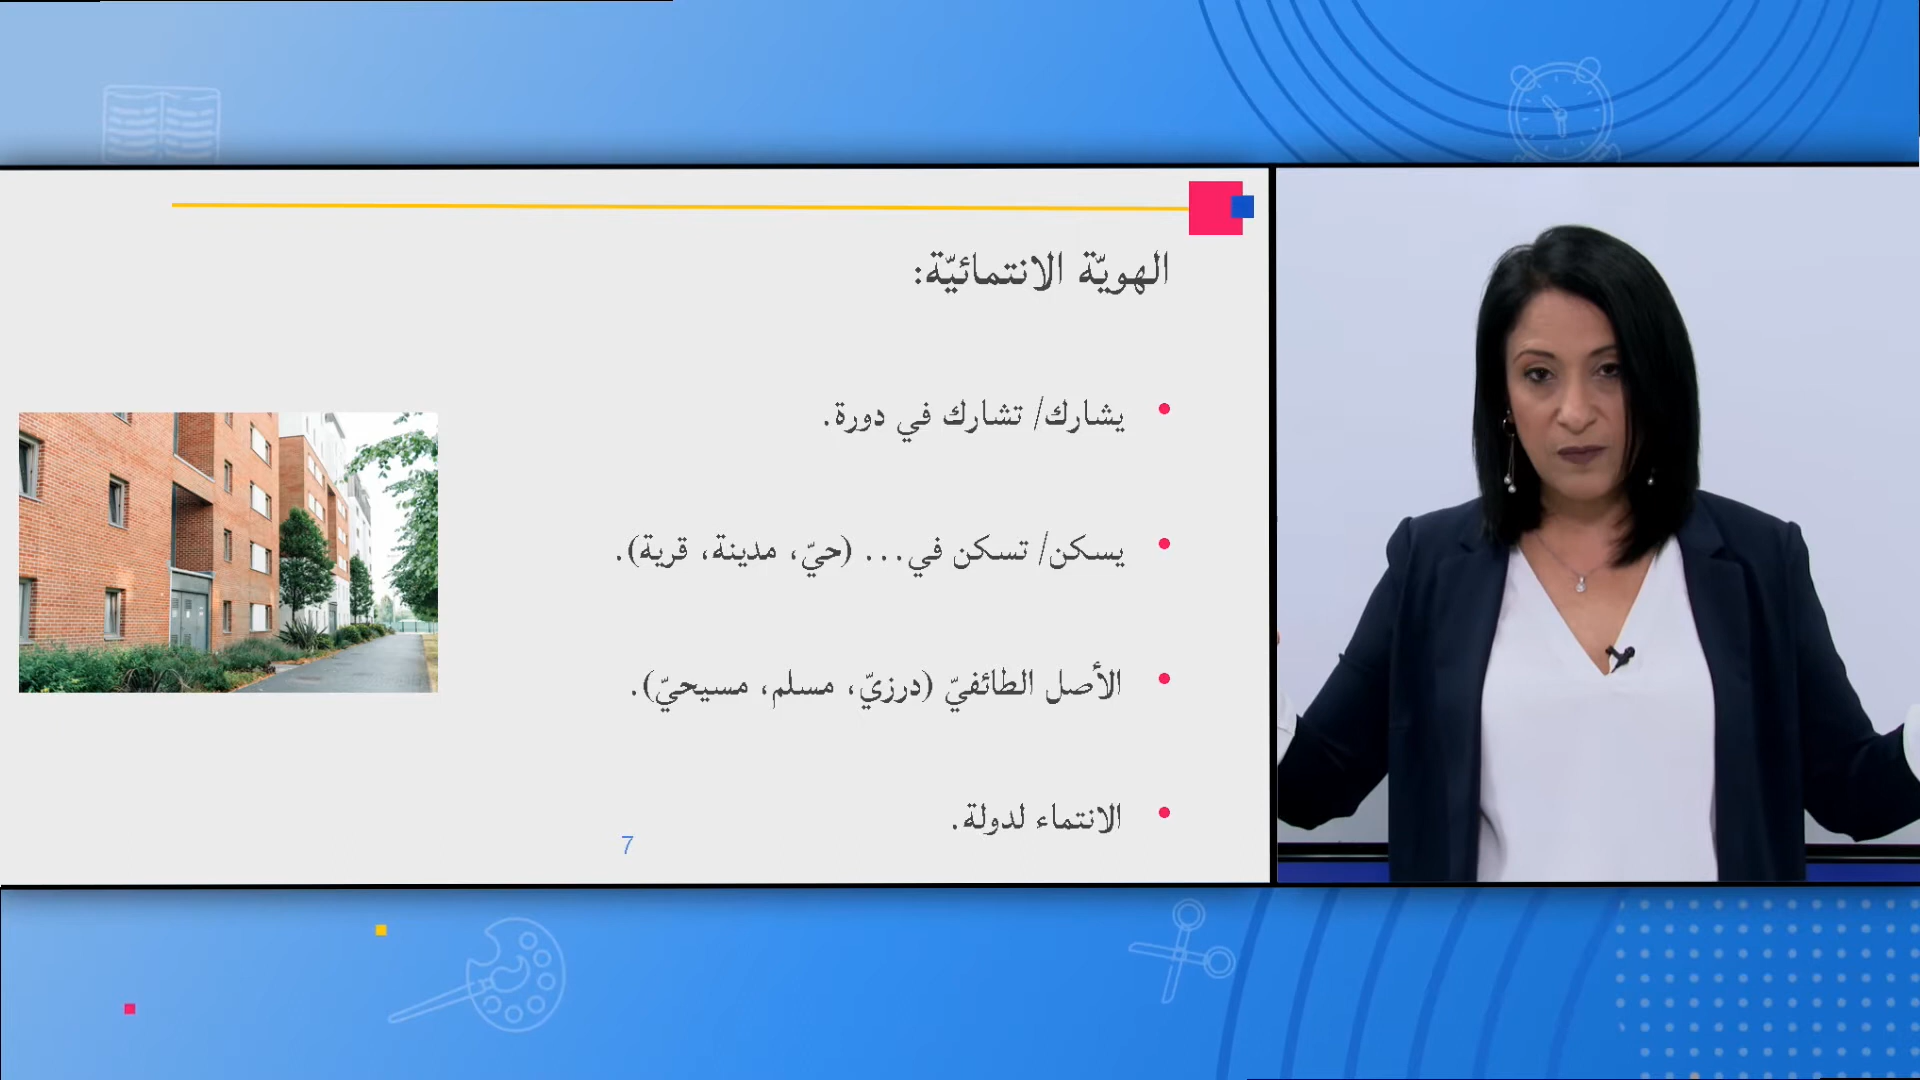 الهويّة الانتمائيّة:
• يشارك/ تشارك في دورة.
• يسكن/ تسكن في... (حيّ، مدينة، قرية).
• الأصل الطائفيّ (درزيّ، مسلم، مسيحيّ).
• الانتماء لدولة.
7